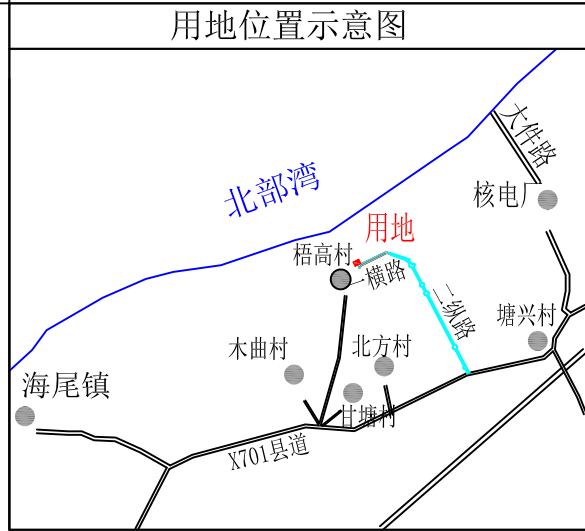 用地位置示意图
大件路
北部湾
核电厂
用地
梧高村
一横路
二纵路
塘兴村
木曲村
北方村
海尾镇
甘塘村
X701县道